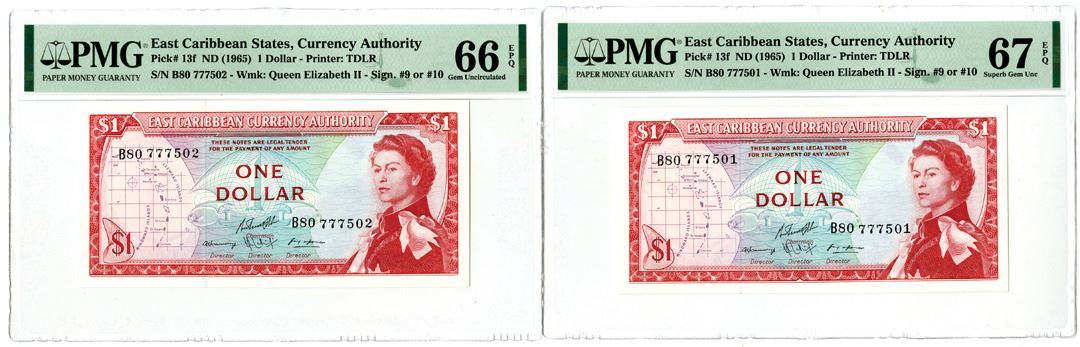 PMG
PAPER MONEY GUARANTY
East Caribbean States, Currency Authority
Pick# 13f ND (1965) 1 Dollar - Printer: TDLR
S/N B80 777502 - Wmk: Queen Elizabeth II - Sign. #9 or #10
66 EPQ
Gem Uncirculated
$1 EAST CARIBBEAN CURRENCY AUTHORITY $1
B80 777502
THESE NOTES ARE LEGAL TENDER
FOR THE PAYMENT OF ANY AMOUNT
ONE
DOLLAR
B80 777502
Chairman
$1
Director Director Director
PMG
PAPER MONEY GUARANTY
East Caribbean States, Currency Authority
Pick# 13f ND (1965) 1 Dollar - Printer: TDLR
S/N B80 777501 - Wmk: Queen Elizabeth II - Sign. #9 or #10
67 EPQ
Superb Gem Unc
$1 EAST CARIBBEAN CURRENCY AUTHORITY $1
B80 777501
THESE NOTES ARE LEGAL TENDER
FOR THE PAYMENT OF ANY AMOUNT
ONE
DOLLAR
B80 777501
Chairman
$1
Director Director Director